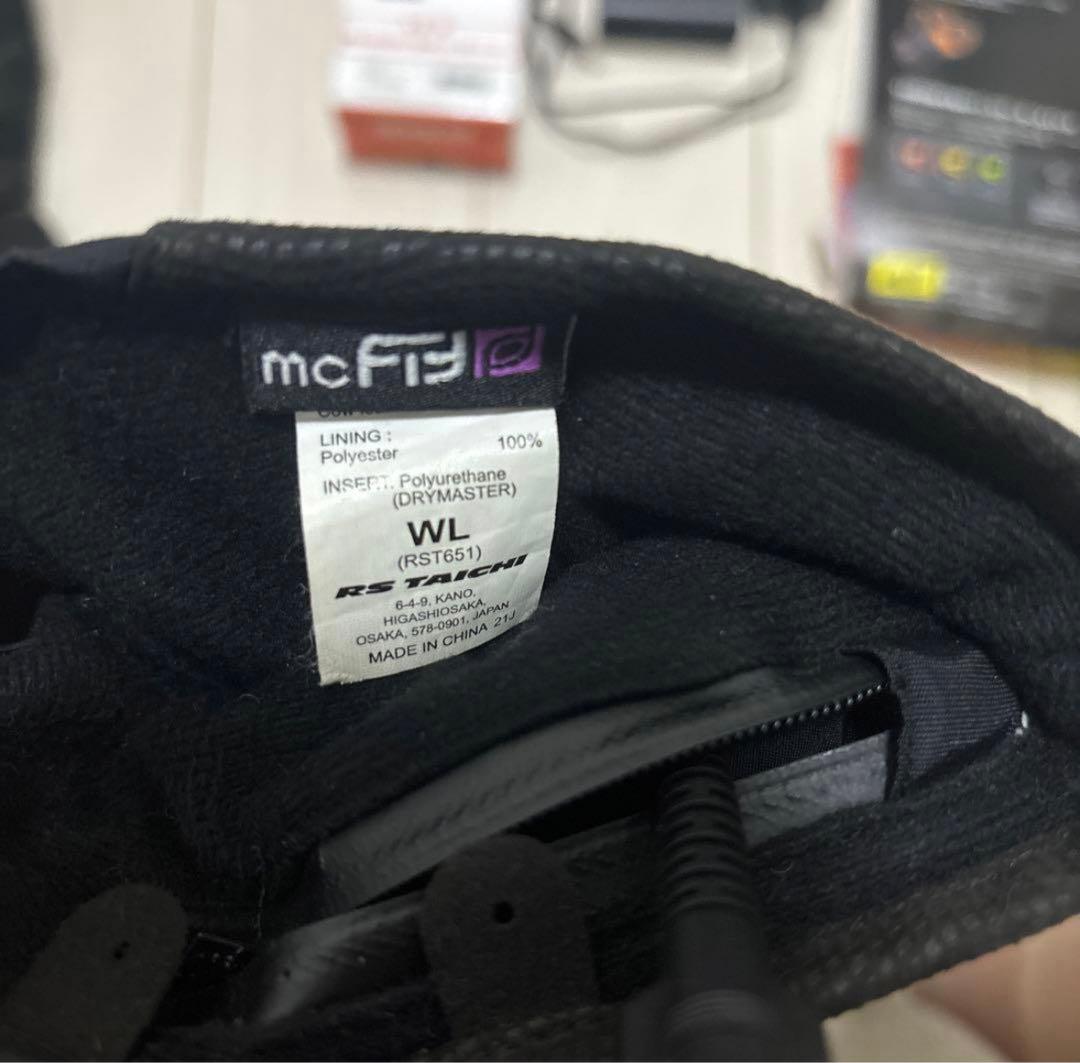 mcFly
LINING :
Polyester 100%
INSERT. Polyurethane
(DRYMASTER)
WL
(RST651)
RS TAICHI
6-4-9, KANO,
HIGASHIOSAKA,
OSAKA, 578-0901, JAPAN
MADE IN CHINA 21J